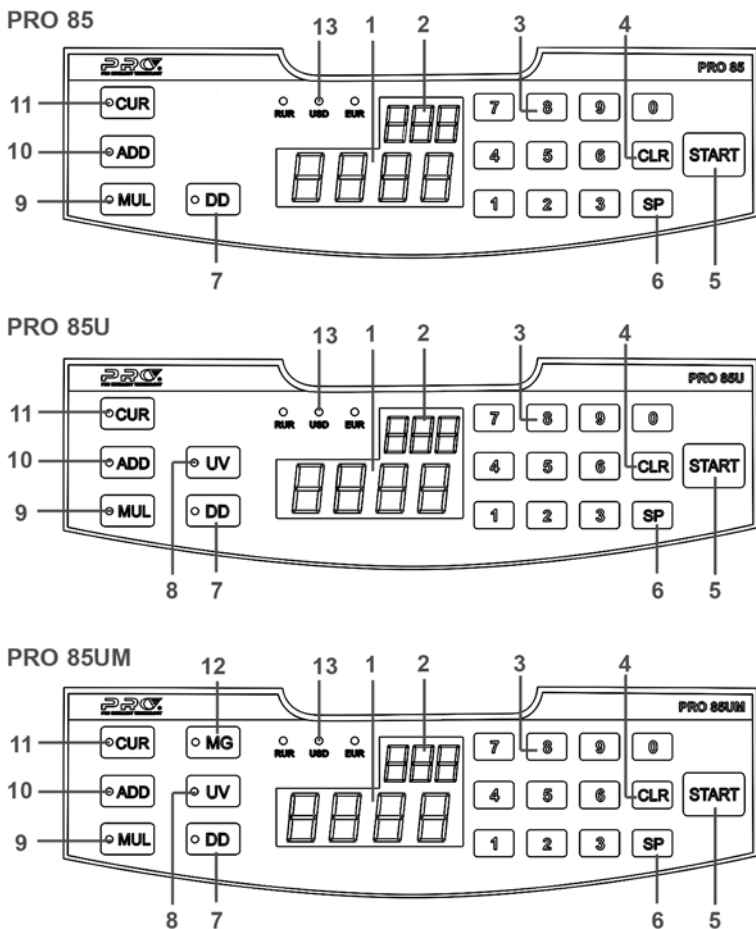 PRO 85
13 1 2 3 4
PRO
PRO 85
11 CUR RUR USD EUR 7 8 9 0
10 ADD 4 5 6 CLR START
9 MUL DD 1 2 3 SP
7 6 5
PRO 85U
13 1 2 3 4
PRO
PRO 85U
11 CUR RUR USD EUR 7 8 9 0
10 ADD UV 4 5 6 CLR START
9 MUL DD 1 2 3 SP
8 7 6 5
PRO 85UM
12 13 1 2 3 4
PRO
PRO 85UM
11 CUR MG RUR USD EUR 7 8 9 0
10 ADD UV 4 5 6 CLR START
9 MUL DD 1 2 3 SP
8 7 6 5